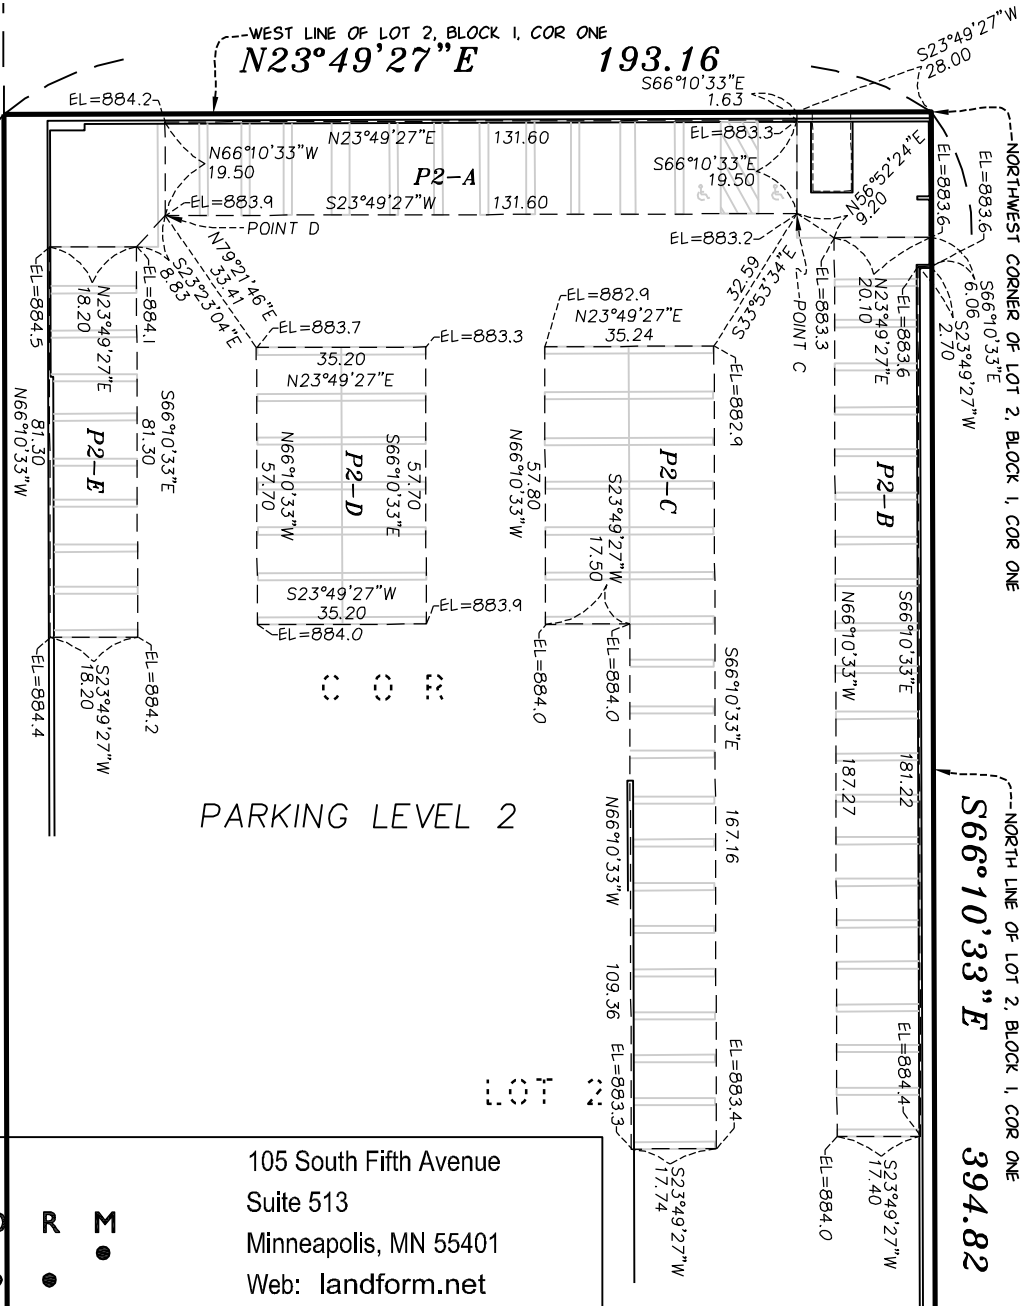 WEST LINE OF LOT 2, BLOCK 1, COR ONE
N23°49'27"E 193.16
S23°49'27"W
28.00
S66°10'33"E
1.63
EL=884.2
N23°49'27"E 131.60
EL=883.3
N66°10'33"W
19.50
P2-A
S66°10'33"E
19.50
EL=883.9
S23°49'27"W 131.60
POINT D
N56°52'24"E
9.20
EL=883.2
EL=883.6
EL=883.6
NORTHWEST CORNER OF LOT 2, BLOCK 1, COR ONE
EL=884.5
N23°49'27"E
18.20
EL=884.1
S23°23'04"E
8.83
N79°21'46"E
33.41
EL=882.9
N23°49'27"E
35.24
32.59
S33°53'34"E
POINT C
EL=883.3
N23°49'27"E
20.10
EL=883.6
S66°10'33"E
6.06
S23°49'27"W
2.70
EL=883.7
EL=883.3
35.20
N23°49'27"E
EL=882.9
N66°10'33"W
81.30
P2-E
S66°10'33"E
81.30
N66°10'33"W
57.70
P2-D
S66°10'33"E
57.70
N66°10'33"W
57.80
S23°49'27"W
17.50
P2-C
P2-B
S23°49'27"W
35.20
EL=883.9
EL=884.0
EL=884.0
EL=884.0
N66°10'33"W
187.27
S66°10'33"E
181.22
EL=884.4
S23°49'27"W
18.20
EL=884.2
S66°10'33"E 167.16
C O R
PARKING LEVEL 2
N66°10'33"W 109.36
NORTH LINE OF LOT 2, BLOCK 1, COR ONE
S66°10'33"E 394.82
EL=883.3
EL=883.4
EL=884.4
LOT 2
S23°49'27"W
17.74
EL=884.0
S23°49'27"W
17.40
105 South Fifth Avenue
Suite 513
Minneapolis, MN 55401
Web: landform.net
R M